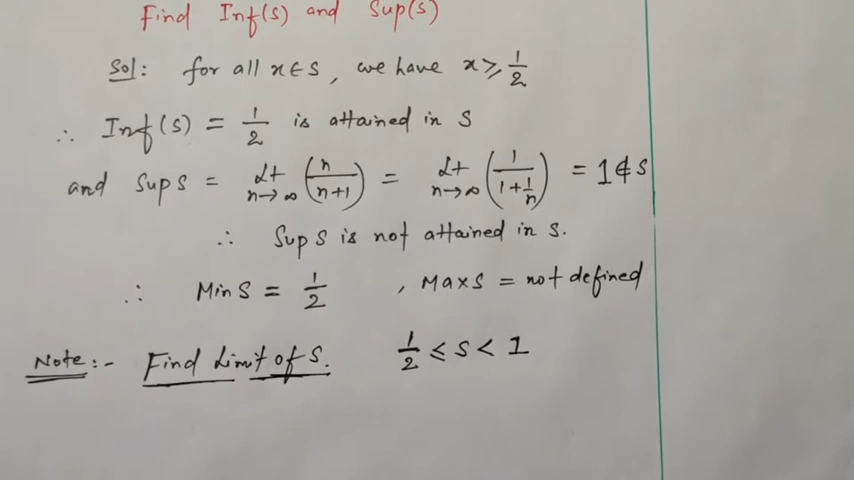 Find Inf(s) and Sup(s)
Sol: for all x∈s, we have x ≥ 1/2
∴ Inf(s) = 1/2 is attained in S
and Sup s = Lt n→∞ (n/(n+1)) = Lt n→∞ (1/(1+1/n)) = 1∉s
∴ Sup s is not attained in s.
∴ Min S = 1/2 , Max s = not defined
Note:- Find Limit of S. 1/2 ≤ s < 1